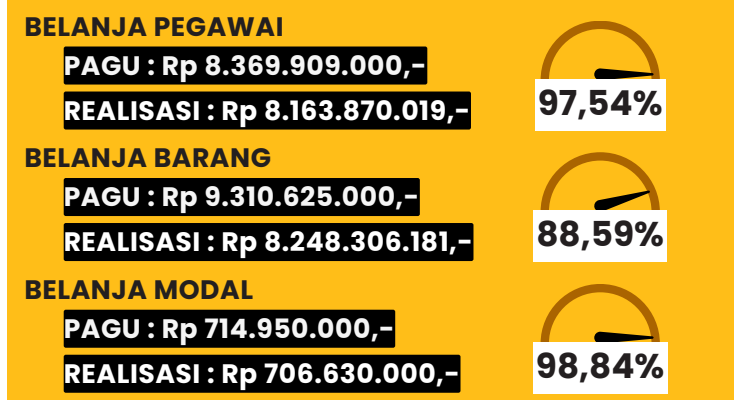 BELANJA PEGAWAI
PAGU : Rp 8.369.909.000,-
REALISASI : Rp 8.163.870.019,-
97,54%
BELANJA BARANG
PAGU : Rp 9.310.625.000,-
REALISASI : Rp 8.248.306.181,-
88,59%
BELANJA MODAL
PAGU : Rp 714.950.000,-
REALISASI : Rp 706.630.000,-
98,84%